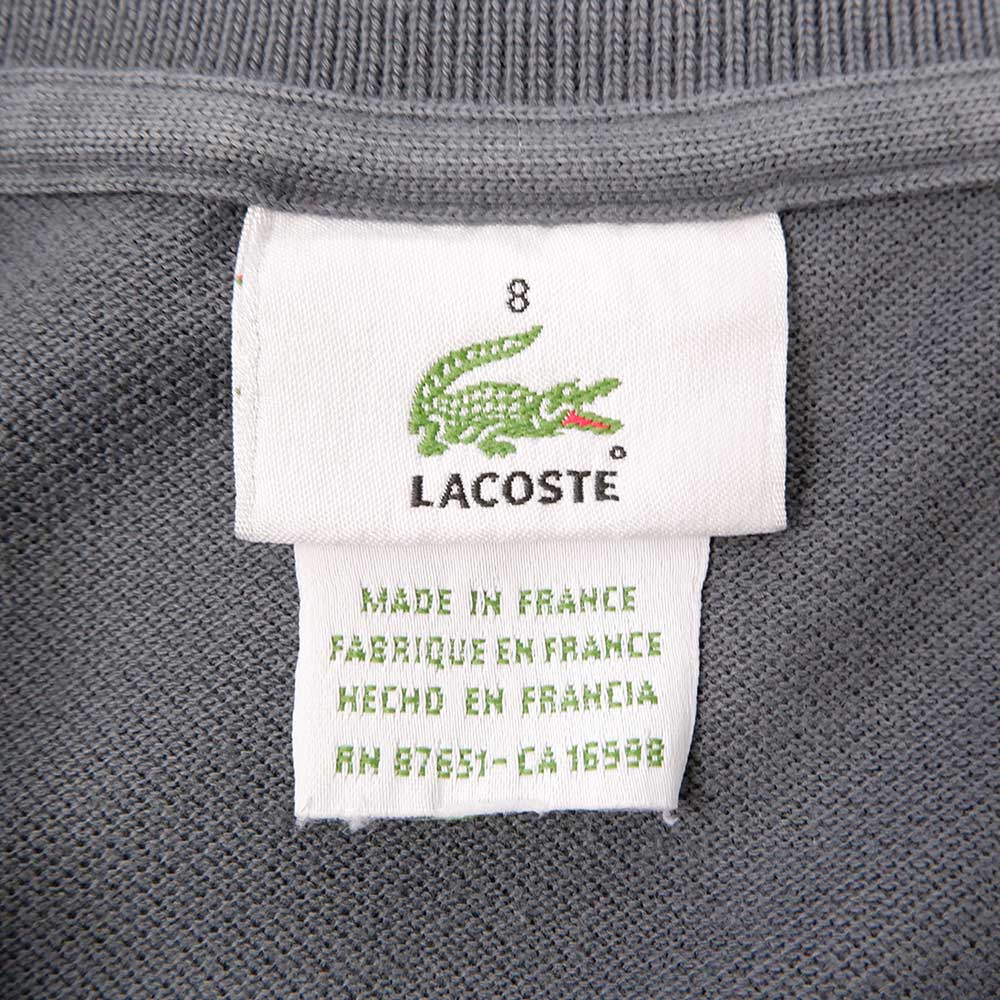 8
LACOSTE
MADE IN FRANCE
FABRIQUE EN FRANCE
HECHO EN FRANCIA
RN 87651 - CA 16598